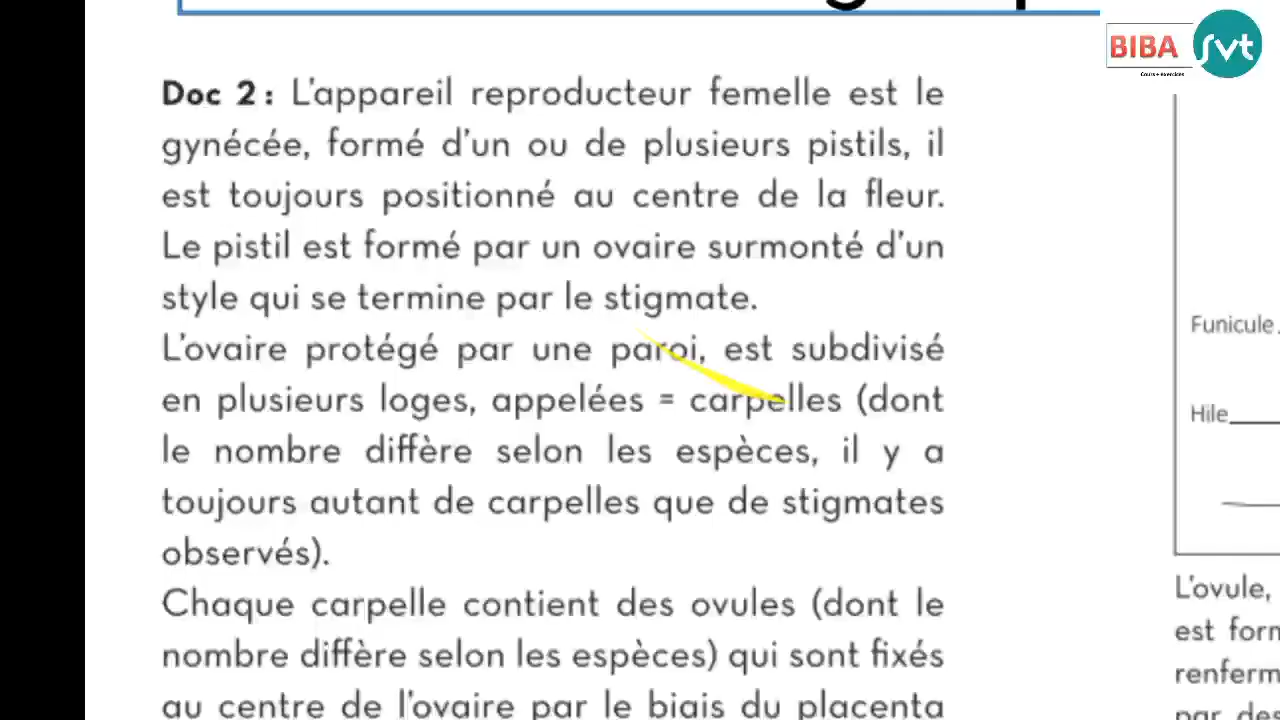 BIBA
svt
Cours + exercices
Doc 2 : L'appareil reproducteur femelle est le
gynécée, formé d'un ou de plusieurs pistils, il
est toujours positionné au centre de la fleur.
Le pistil est formé par un ovaire surmonté d'un
style qui se termine par le stigmate.
L'ovaire protégé par une paroi, est subdivisé
en plusieurs loges, appelées = carpelles (dont
le nombre diffère selon les espèces, il y a
toujours autant de carpelles que de stigmates
observés).
Chaque carpelle contient des ovules (dont le
nombre diffère selon les espèces) qui sont fixés
au centre de l'ovaire par le biais du placenta
Funicule
Hile
L'ovule,
est form
renferm
par des